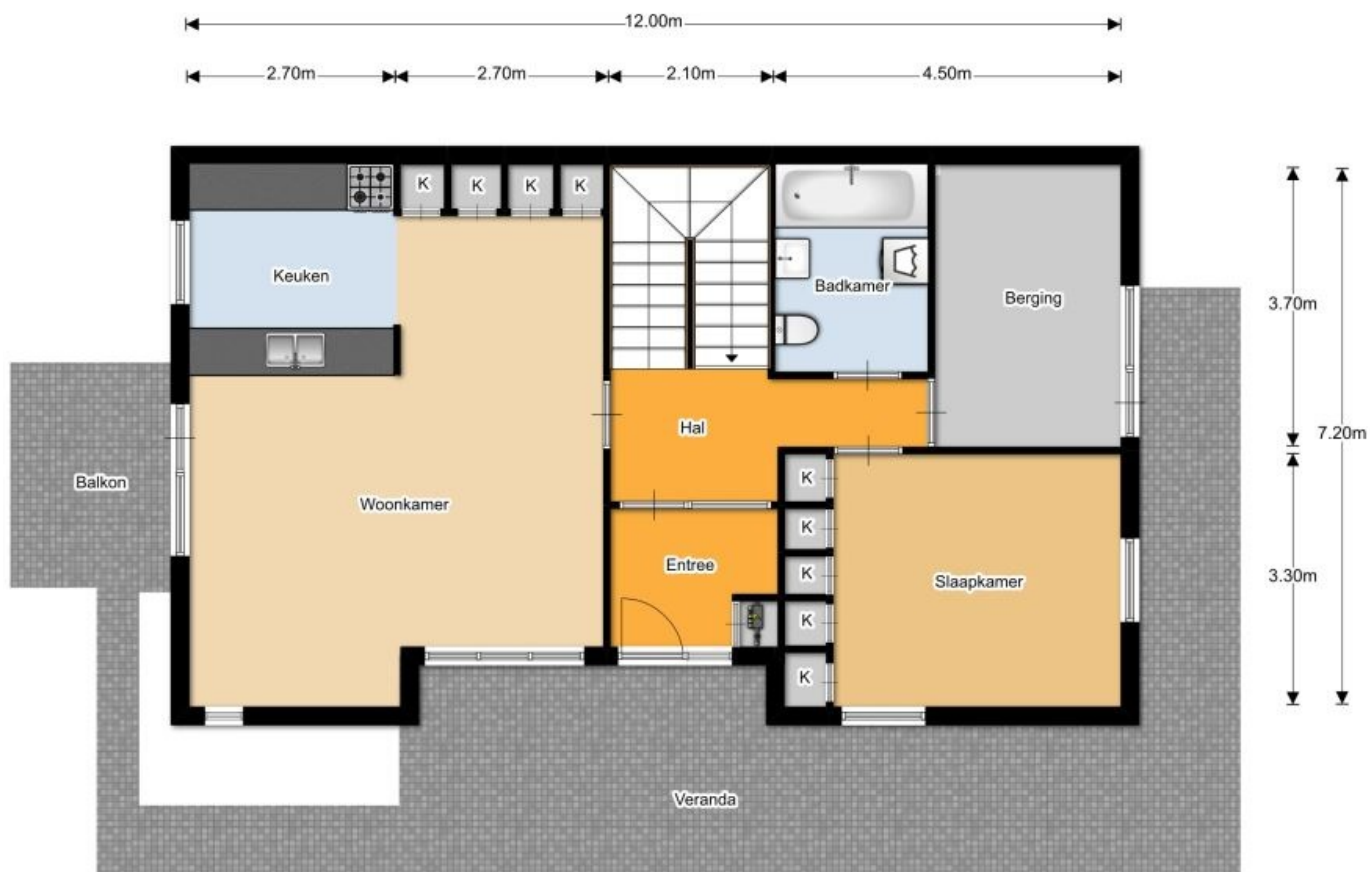 12.00m
2.70m 2.70m 2.10m 4.50m
K K K K
Keuken
Badkamer
Berging
3.70m
Hal
7.20m
Balkon
Woonkamer
K
K
Entree
K
Slaapkamer
3.30m
K
K
Veranda